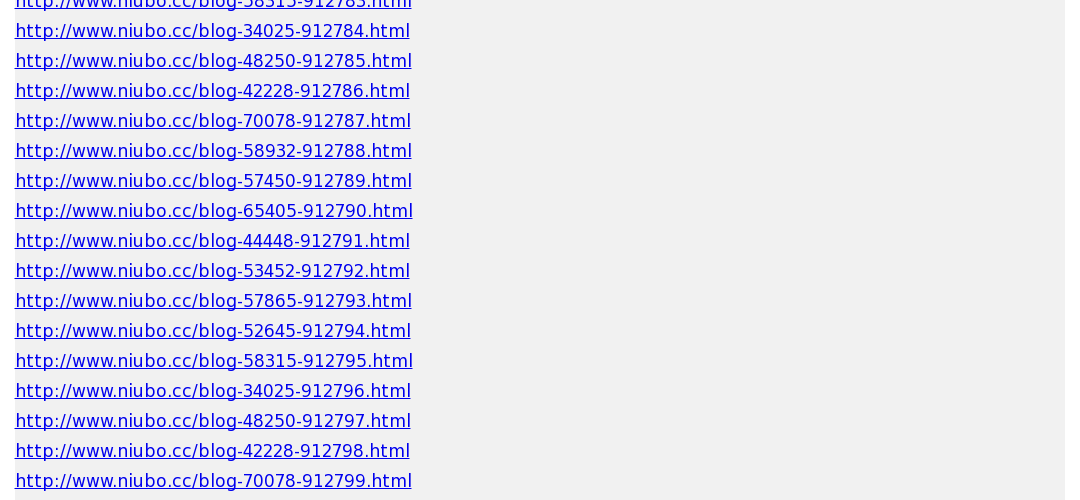 http://www.niubo.cc/blog-58315-912783.html
http://www.niubo.cc/blog-34025-912784.html
http://www.niubo.cc/blog-48250-912785.html
http://www.niubo.cc/blog-42228-912786.html
http://www.niubo.cc/blog-70078-912787.html
http://www.niubo.cc/blog-58932-912788.html
http://www.niubo.cc/blog-57450-912789.html
http://www.niubo.cc/blog-65405-912790.html
http://www.niubo.cc/blog-44448-912791.html
http://www.niubo.cc/blog-53452-912792.html
http://www.niubo.cc/blog-57865-912793.html
http://www.niubo.cc/blog-52645-912794.html
http://www.niubo.cc/blog-58315-912795.html
http://www.niubo.cc/blog-34025-912796.html
http://www.niubo.cc/blog-48250-912797.html
http://www.niubo.cc/blog-42228-912798.html
http://www.niubo.cc/blog-70078-912799.html